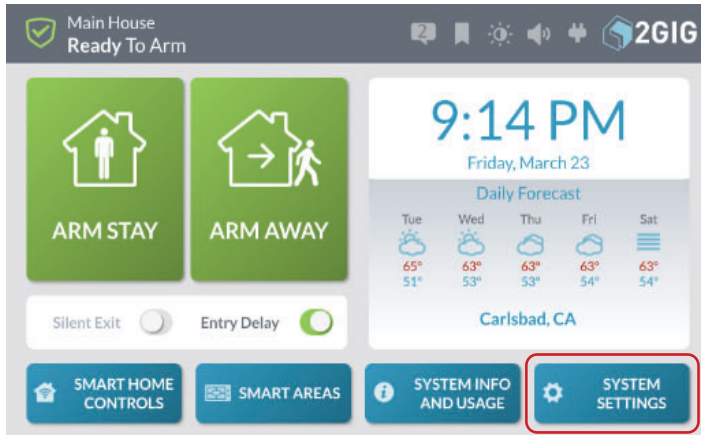 Main House
Ready To Arm
2
2GIG
ARM STAY
ARM AWAY
9:14 PM
Friday, March 23
Daily Forecast
Tue Wed Thu Fri Sat
65° 63° 63° 63° 63°
51° 53° 53° 54° 54°
Carlsbad, CA
Silent Exit
Entry Delay
SMART HOME
CONTROLS
SMART AREAS
SYSTEM INFO
AND USAGE
SYSTEM
SETTINGS